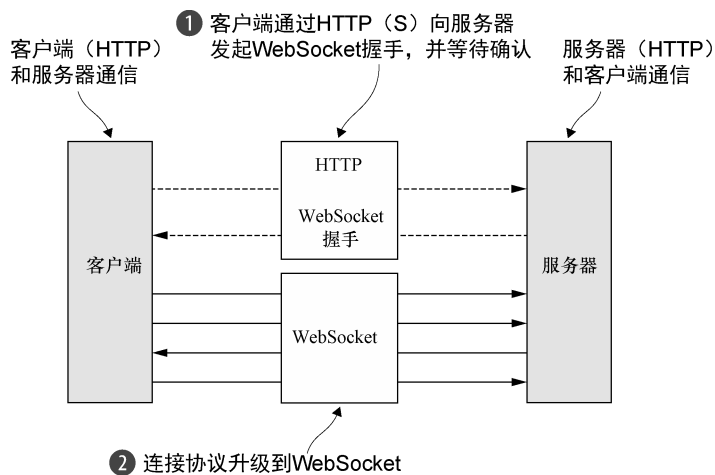 ❶ 客户端通过HTTP（S）向服务器
发起WebSocket握手，并等待确认
客户端（HTTP）
和服务器通信
服务器（HTTP）
和客户端通信
HTTP
WebSocket
握手
客户端
服务器
WebSocket
❷ 连接协议升级到WebSocket